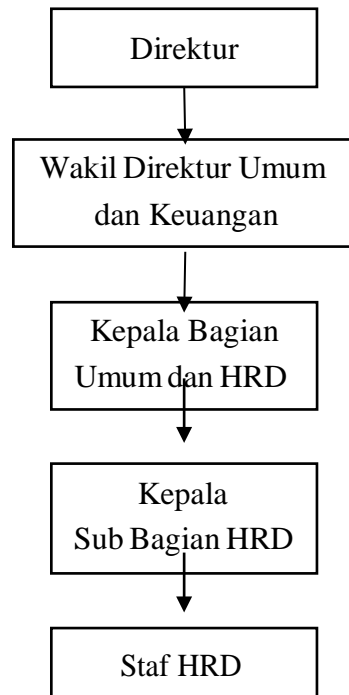 Direktur
Wakil Direktur Umum
dan Keuangan
Kepala Bagian
Umum dan HRD
Kepala
Sub Bagian HRD
Staf HRD